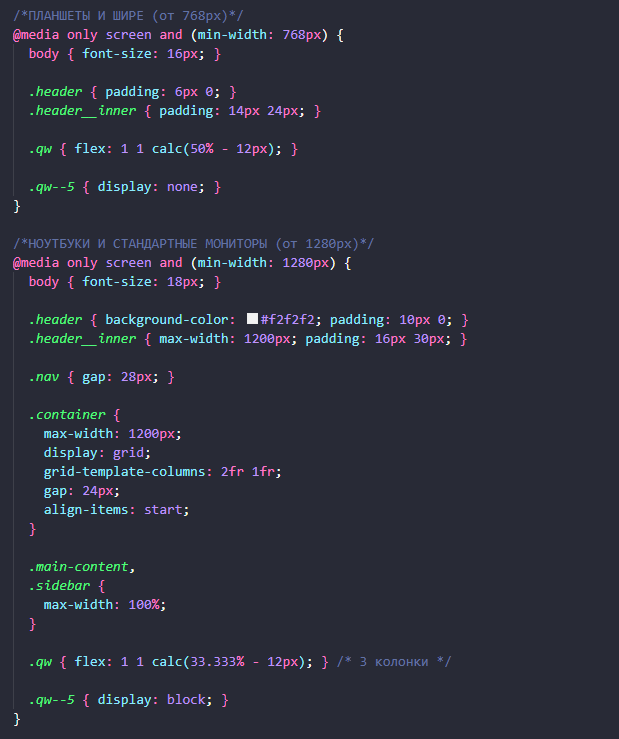 /*ПЛАНШЕТЫ И ШИРЕ (от 768px)*/
@media only screen and (min-width: 768px) {
  body { font-size: 16px; }

  .header { padding: 6px 0; }
  .header__inner { padding: 14px 24px; }

  .qw { flex: 1 1 calc(50% - 12px); }

  .qw--5 { display: none; }
}

/*НОУТБУКИ И СТАНДАРТНЫЕ МОНИТОРЫ (от 1280px)*/
@media only screen and (min-width: 1280px) {
  body { font-size: 18px; }

  .header { background-color: #f2f2f2; padding: 10px 0; }
  .header__inner { max-width: 1200px; padding: 16px 30px; }

  .nav { gap: 28px; }

  .container {
    max-width: 1200px;
    display: grid;
    grid-template-columns: 2fr 1fr;
    gap: 24px;
    align-items: start;
  }

  .main-content,
  .sidebar {
    max-width: 100%;
  }

  .qw { flex: 1 1 calc(33.333% - 12px); } /* 3 колонки */

  .qw--5 { display: block; }
}